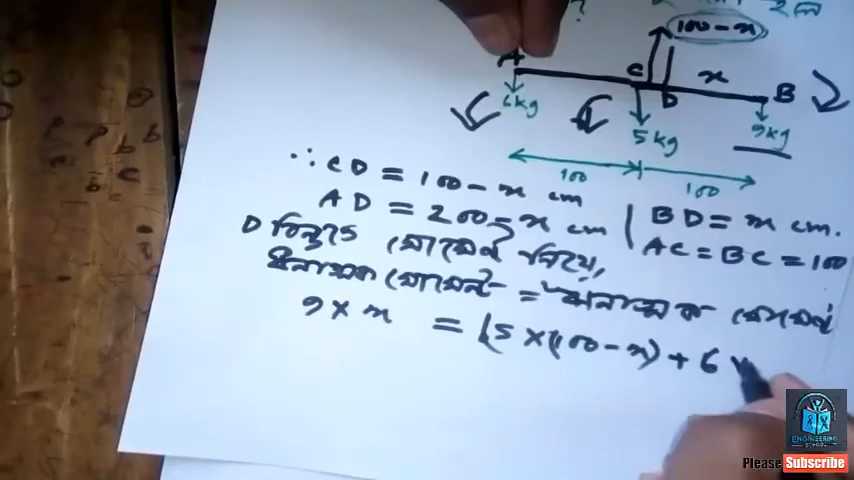 100 - x
A
C
x
D
B
6kg
5kg
9kg
100
100
∴ CD = 100 - x cm
AD = 200 - x cm
BD = x cm.
AC = BC = 100
D বিন্দুতে মোমেন্ট নিয়ে,
ধনাত্মক মোমেন্ট = ঋনাত্মক মোমেন্ট
9 × x = (5 × (100 - x) + 6 ×
ENGINEERING
Please Subscribe